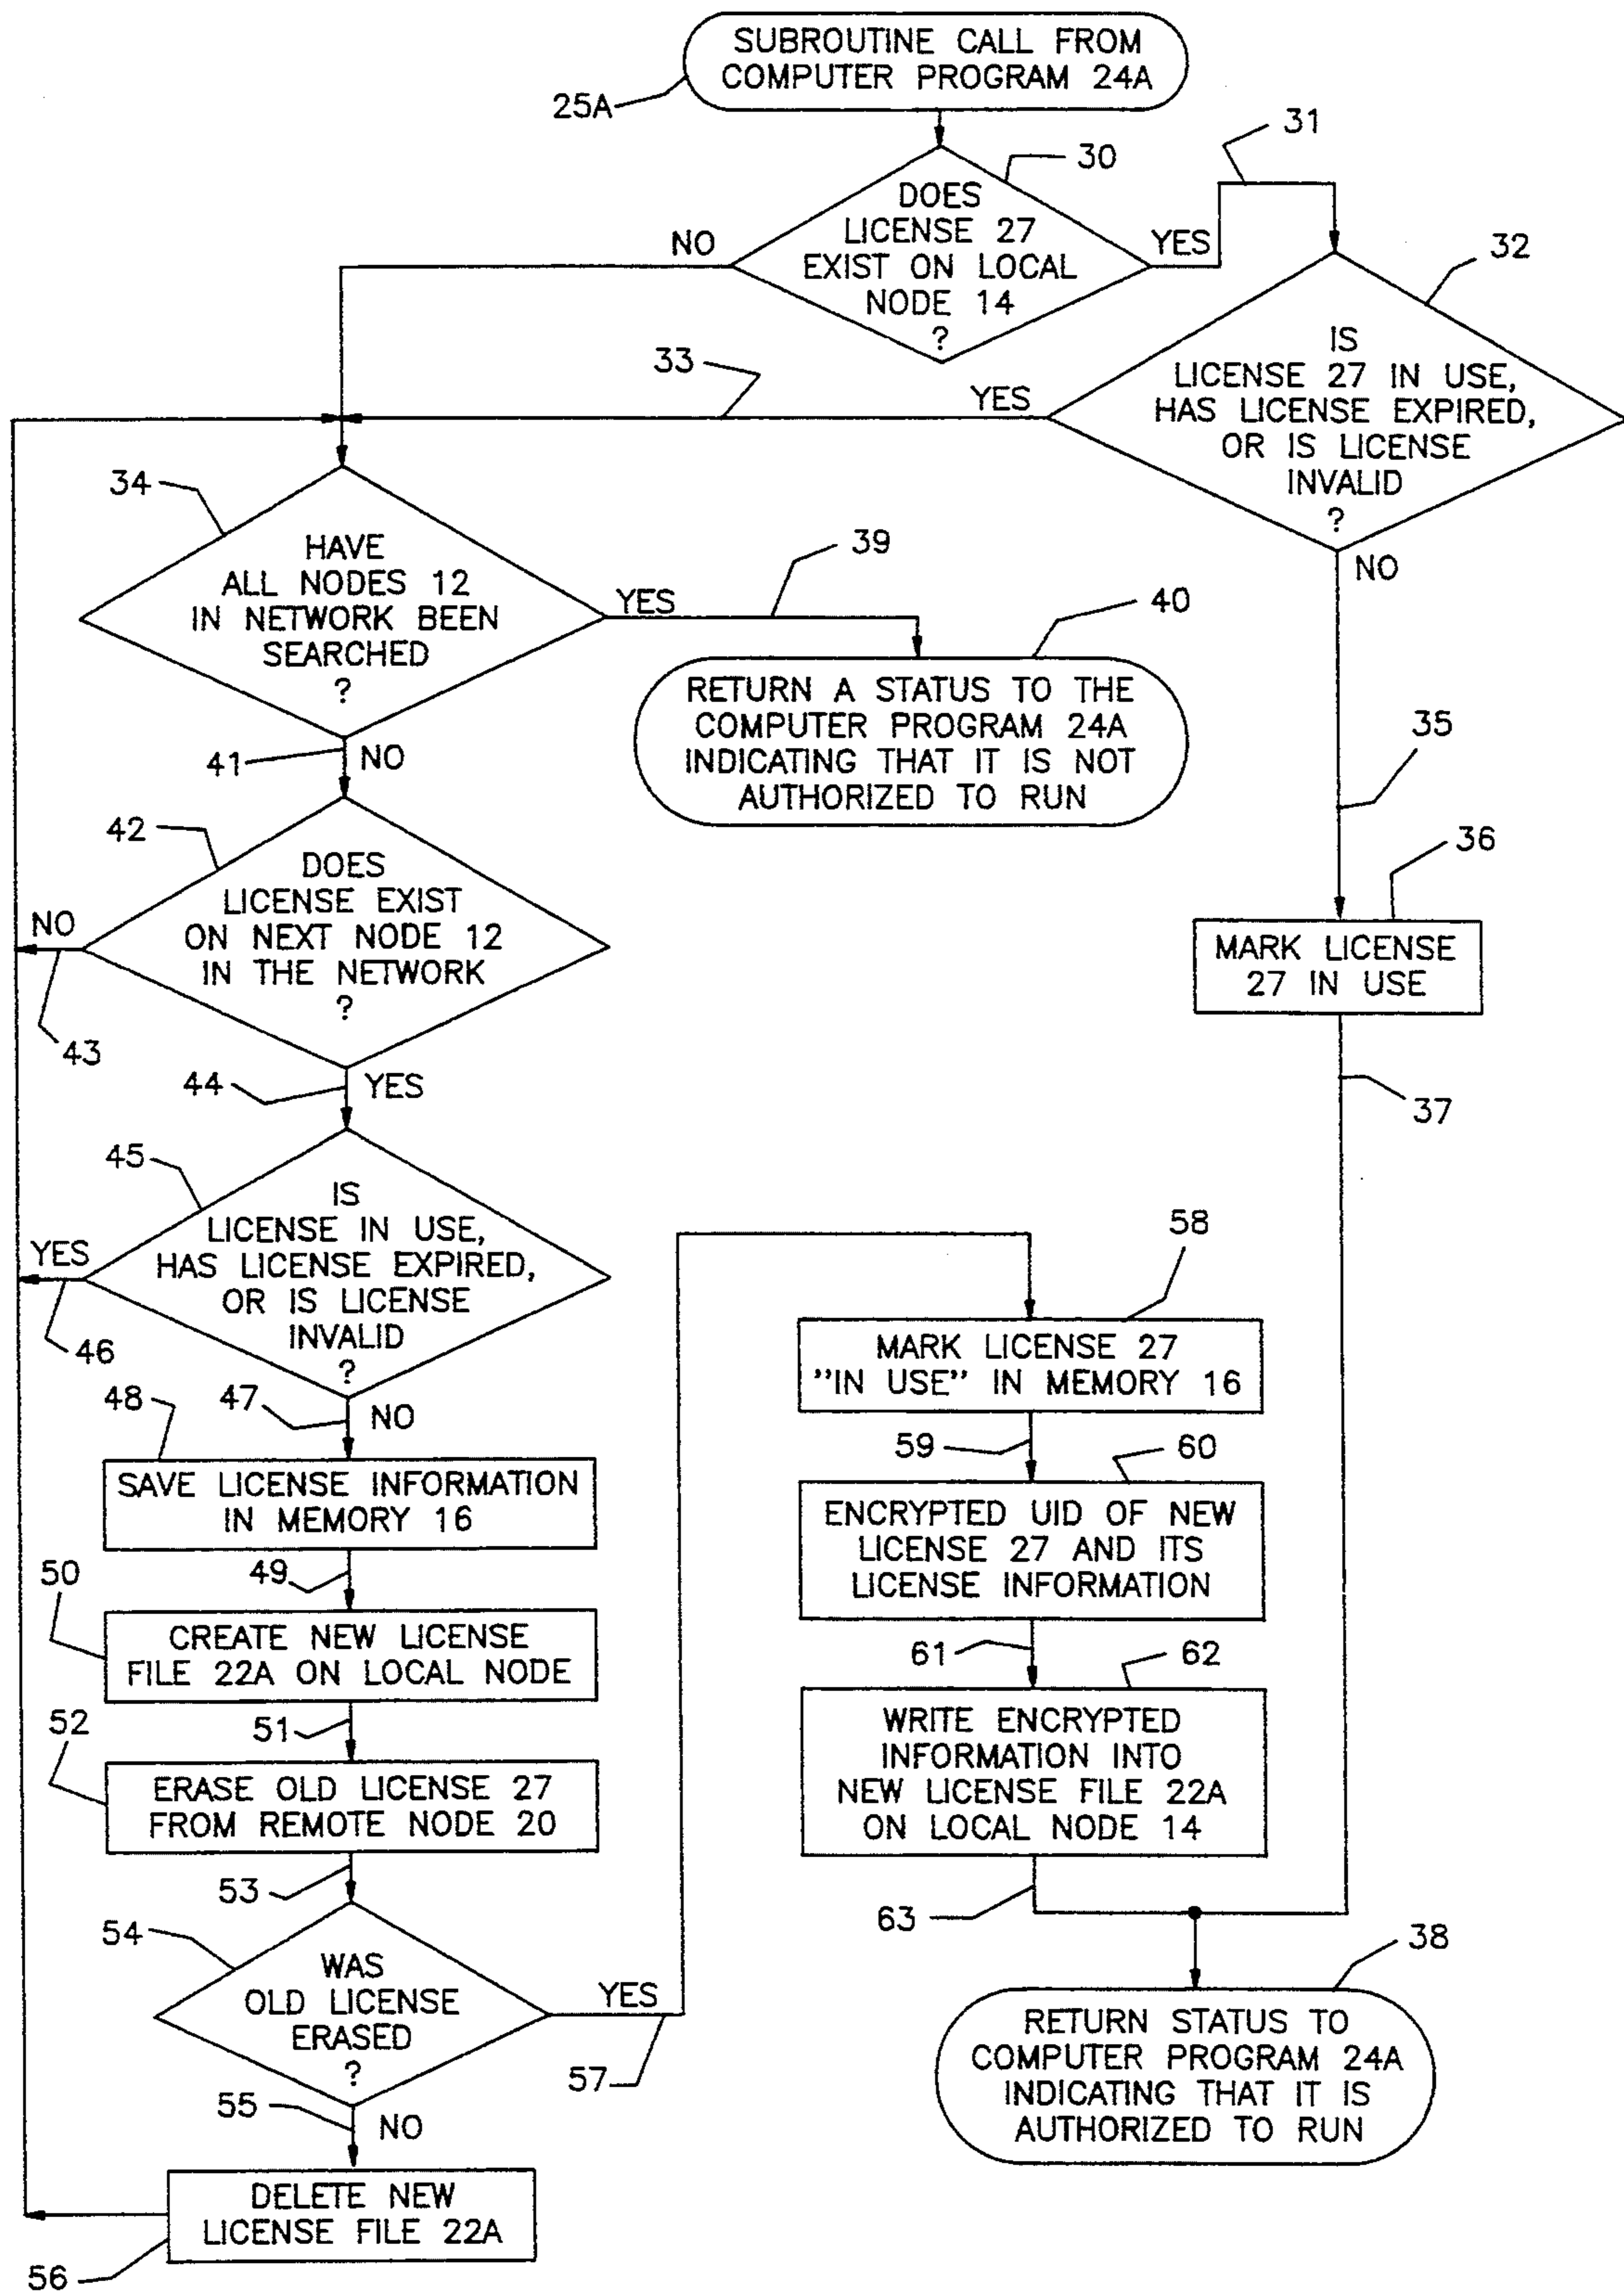 SUBROUTINE CALL FROM
COMPUTER PROGRAM 24A
25A
31
30
DOES
LICENSE 27
EXIST ON LOCAL
NODE 14
?
NO
YES
32
IS
LICENSE 27 IN USE,
HAS LICENSE EXPIRED,
OR IS LICENSE
INVALID
?
33
YES
NO
34
HAVE
ALL NODES 12
IN NETWORK BEEN
SEARCHED
?
39
YES
40
RETURN A STATUS TO THE
COMPUTER PROGRAM 24A
INDICATING THAT IT IS NOT
AUTHORIZED TO RUN
35
41
NO
42
DOES
LICENSE EXIST
ON NEXT NODE 12
IN THE NETWORK
?
NO
43
36
MARK LICENSE
27 IN USE
37
44
YES
45
IS
LICENSE IN USE,
HAS LICENSE EXPIRED,
OR IS LICENSE
INVALID
?
YES
46
47
NO
48
SAVE LICENSE INFORMATION
IN MEMORY 16
49
50
CREATE NEW LICENSE
FILE 22A ON LOCAL NODE
51
52
ERASE OLD LICENSE 27
FROM REMOTE NODE 20
53
54
WAS
OLD LICENSE
ERASED
?
YES
57
55
NO
DELETE NEW
LICENSE FILE 22A
56
58
MARK LICENSE 27
"IN USE" IN MEMORY 16
59
60
ENCRYPTED UID OF NEW
LICENSE 27 AND ITS
LICENSE INFORMATION
61
62
WRITE ENCRYPTED
INFORMATION INTO
NEW LICENSE FILE 22A
ON LOCAL NODE 14
63
38
RETURN STATUS TO
COMPUTER PROGRAM 24A
INDICATING THAT IT IS
AUTHORIZED TO RUN